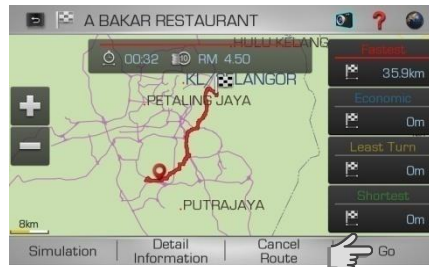 A BAKAR RESTAURANT
?
00:32 RM 4.50
HULU KELANG
KL
LANGOR
PETALING JAYA
PUTRAJAYA
8km
+
−
Fastest
35.9km
Economic
0m
Least Turn
0m
Shortest
0m
Simulation
Detail
Information
Cancel
Route
Go